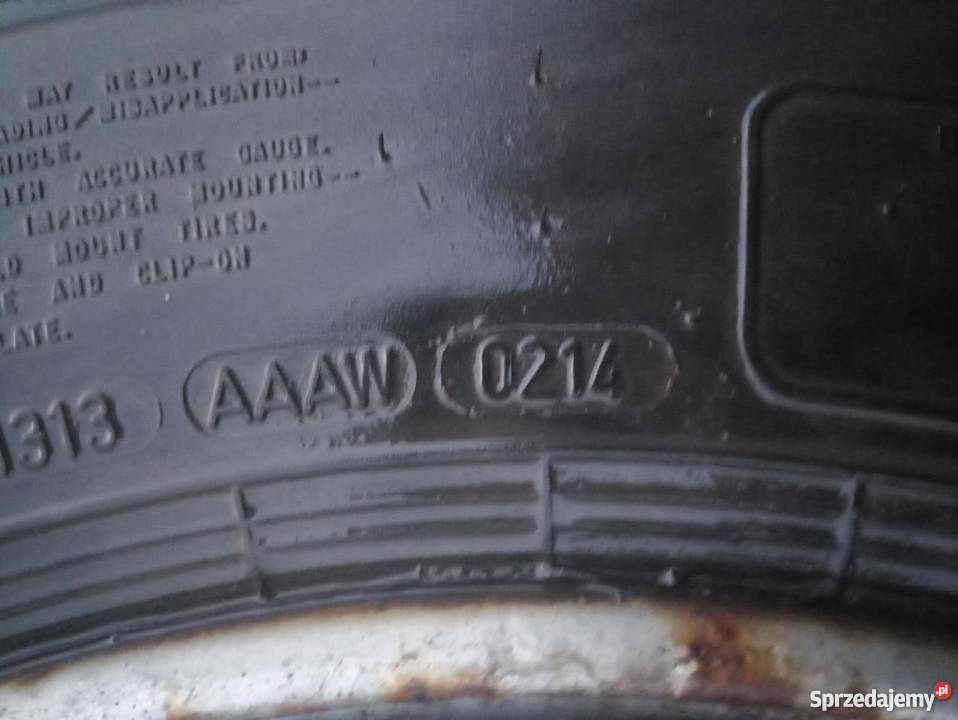 MAY RESULT FROM:
ADING/MISAPPLICATION--
HICLE.
ITH ACCURATE GAUGE.
IMPROPER MOUNTING--
D MOUNT TIRES.
E AND CLIP-ON
LATE.
1313 AAAW 0214
Sprzedajemy.pl